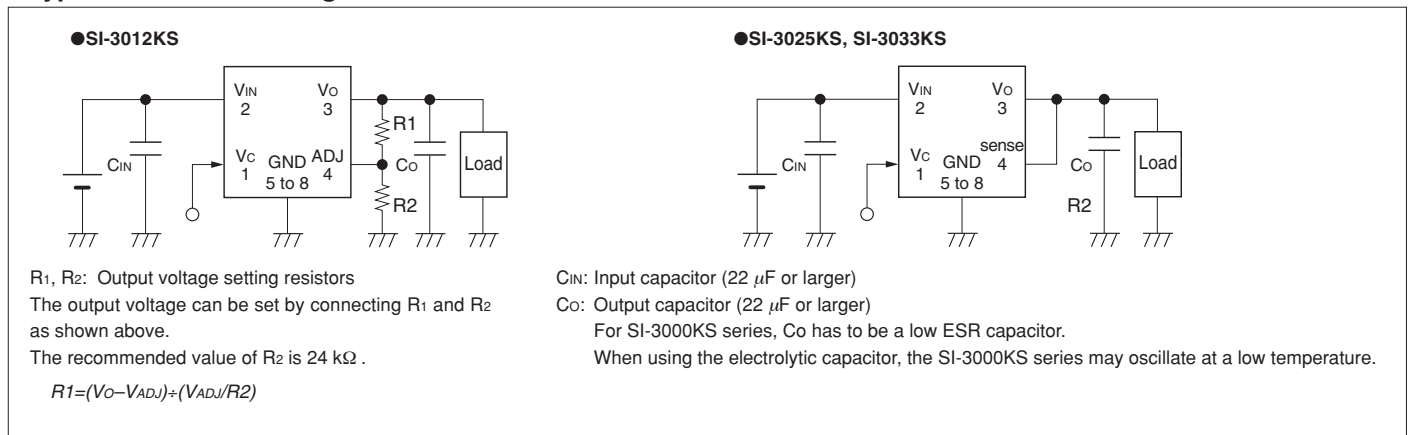 ●SI-3012KS
VIN
2
VO
3
VC
1
GND
5 to 8
ADJ
4
CIN
R1
R2
CO
Load
●SI-3025KS, SI-3033KS
VIN
2
VO
3
VC
1
GND
5 to 8
sense
4
CIN
CO
R2
Load
R1, R2: Output voltage setting resistors
The output voltage can be set by connecting R1 and R2
as shown above.
The recommended value of R2 is 24 kΩ .
R1=(VO–VADJ)÷(VADJ/R2)
CIN: Input capacitor (22 μF or larger)
CO: Output capacitor (22 μF or larger)
For SI-3000KS series, Co has to be a low ESR capacitor.
When using the electrolytic capacitor, the SI-3000KS series may oscillate at a low temperature.